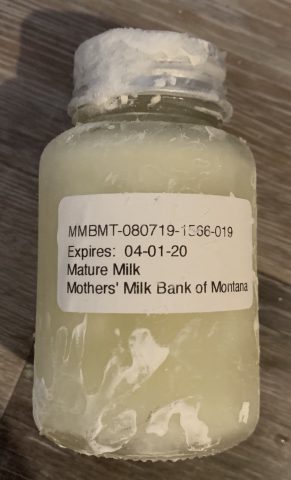 MMBMT-080719-1566-019
Expires: 04-01-20
Mature Milk
Mothers' Milk Bank of Montana